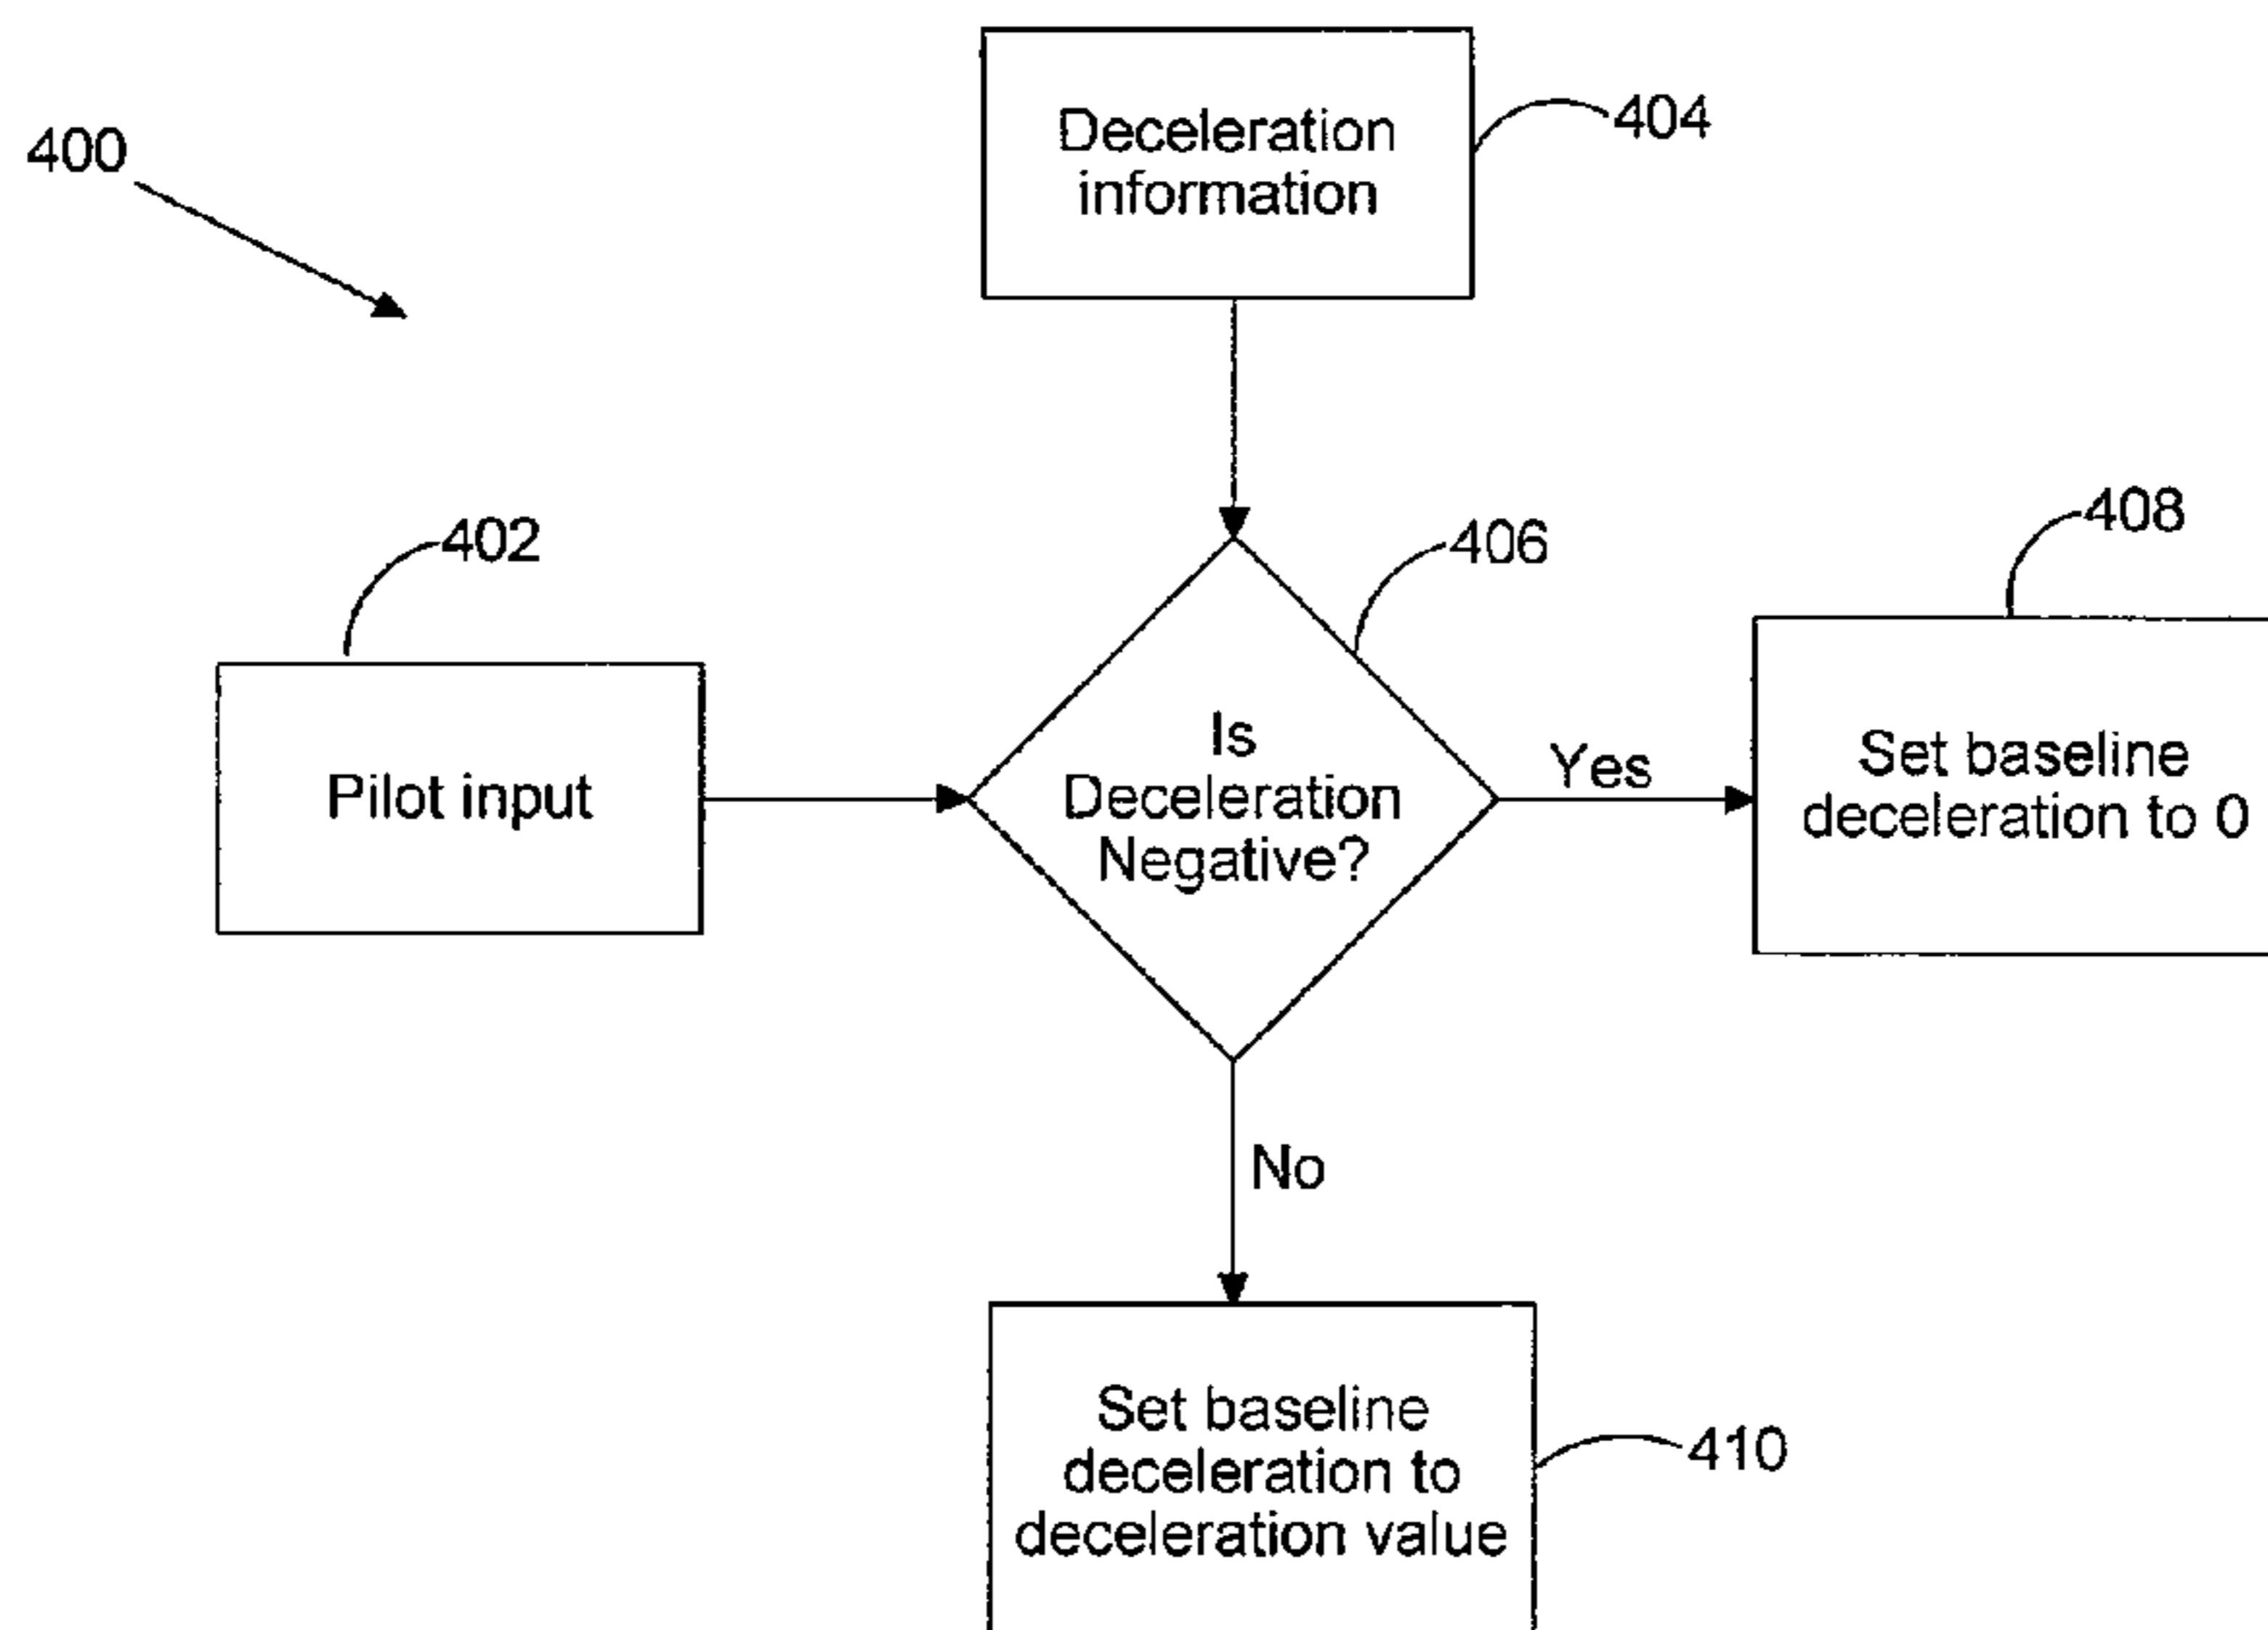 Deceleration
information
404
400
402
406
408
Pilot input
Is
Deceleration
Negative?
Yes
Set baseline
deceleration to 0
No
Set baseline
deceleration to
deceleration value
410